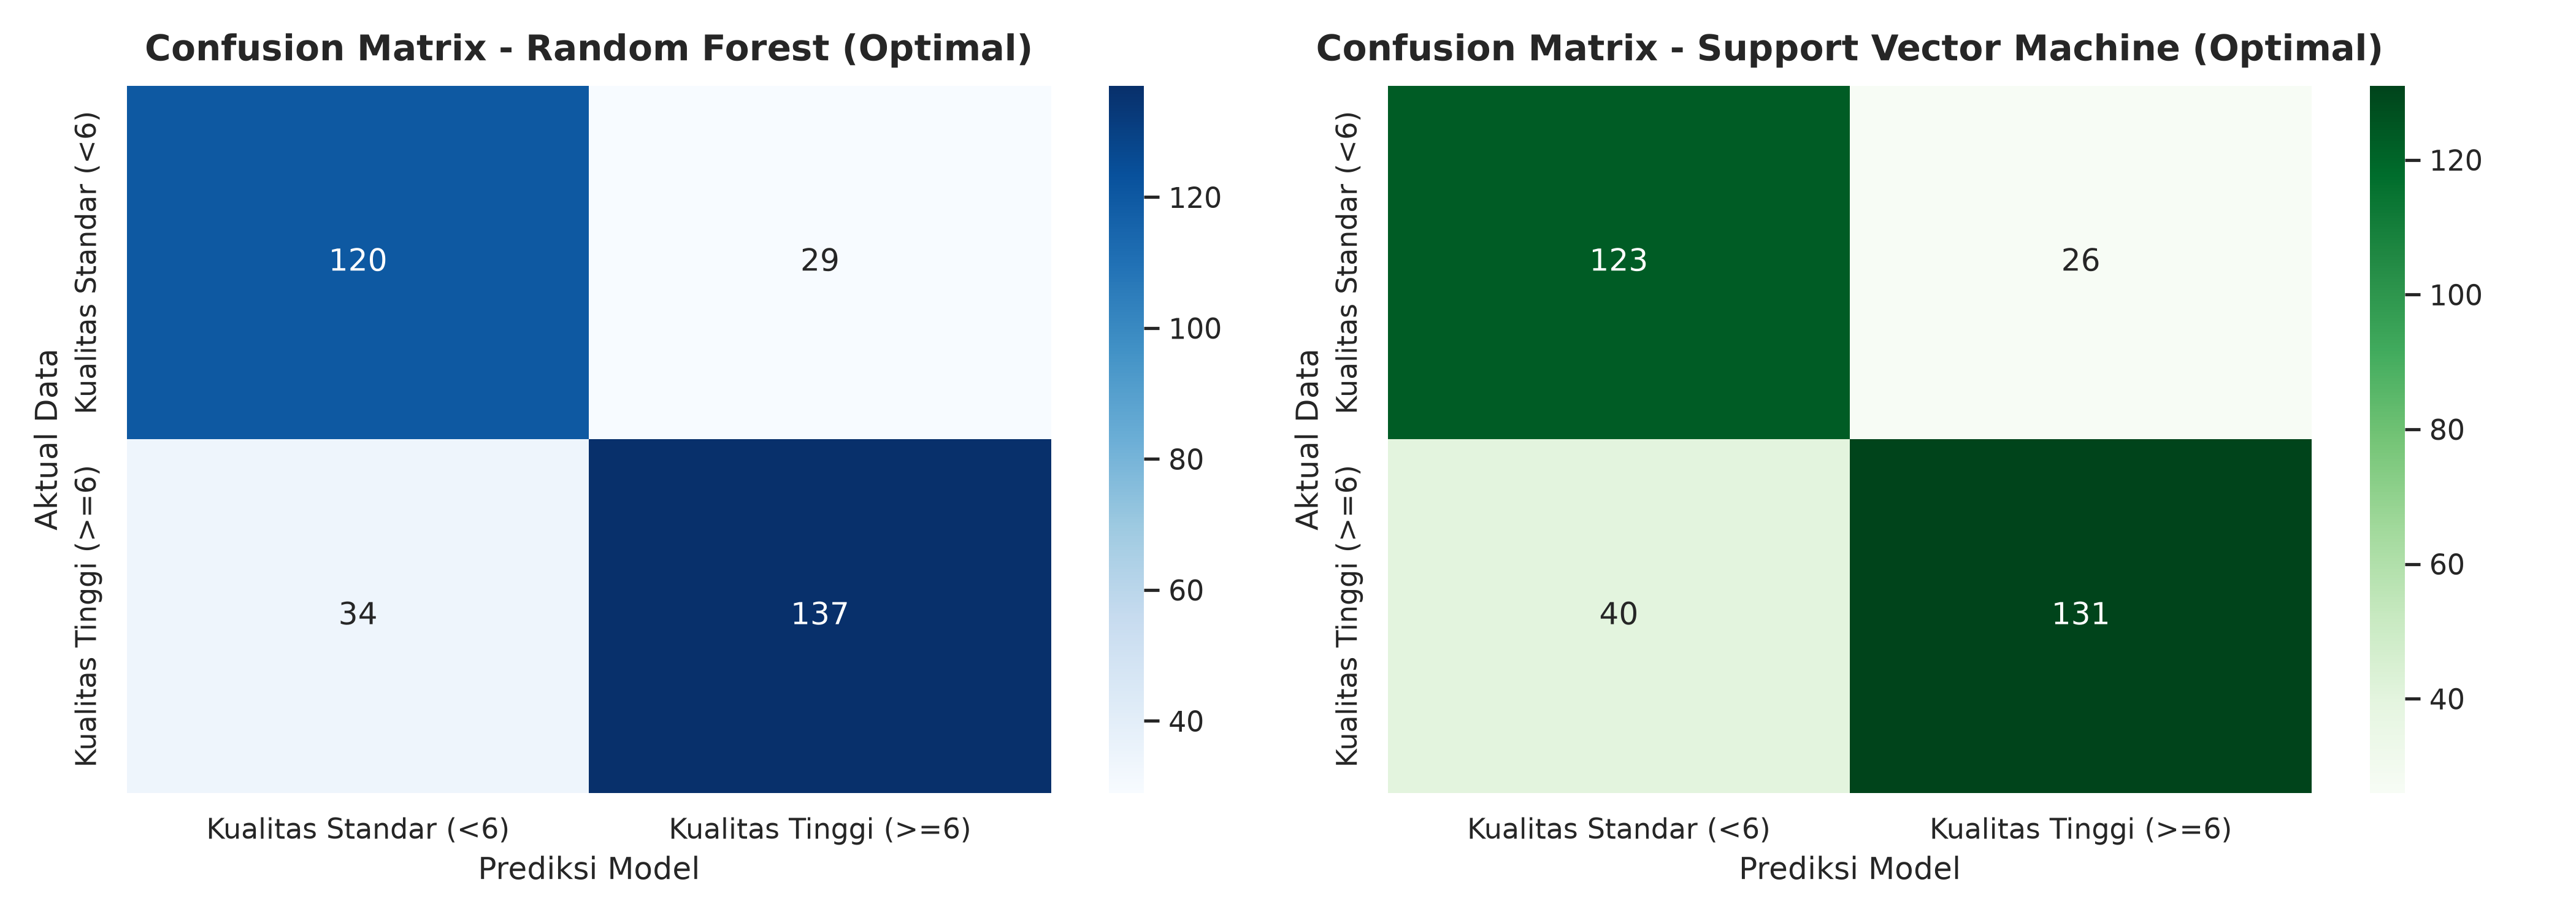 Confusion Matrix - Random Forest (Optimal)
Aktual Data
Kualitas Standar (<6)
Kualitas Tinggi (>=6)
120
29
34
137
Kualitas Standar (<6)
Kualitas Tinggi (>=6)
Prediksi Model
120
100
80
60
40
Confusion Matrix - Support Vector Machine (Optimal)
Aktual Data
Kualitas Standar (<6)
Kualitas Tinggi (>=6)
123
26
40
131
Kualitas Standar (<6)
Kualitas Tinggi (>=6)
Prediksi Model
120
100
80
60
40